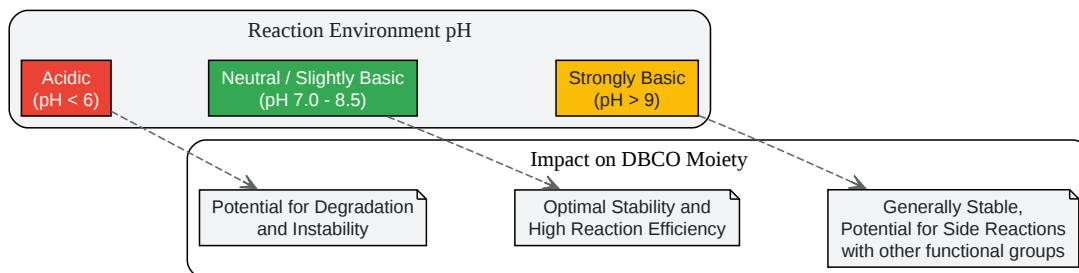 Reaction Environment pH
Acidic
(pH < 6)
Neutral / Slightly Basic
(pH 7.0 - 8.5)
Strongly Basic
(pH > 9)
Impact on DBCO Moiety
Potential for Degradation
and Instability
Optimal Stability and
High Reaction Efficiency
Generally Stable,
Potential for Side Reactions
with other functional groups